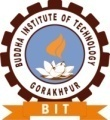 BUDDHA INSTITUTE OF TECHNOLOGY
GORAKHPUR
BIT